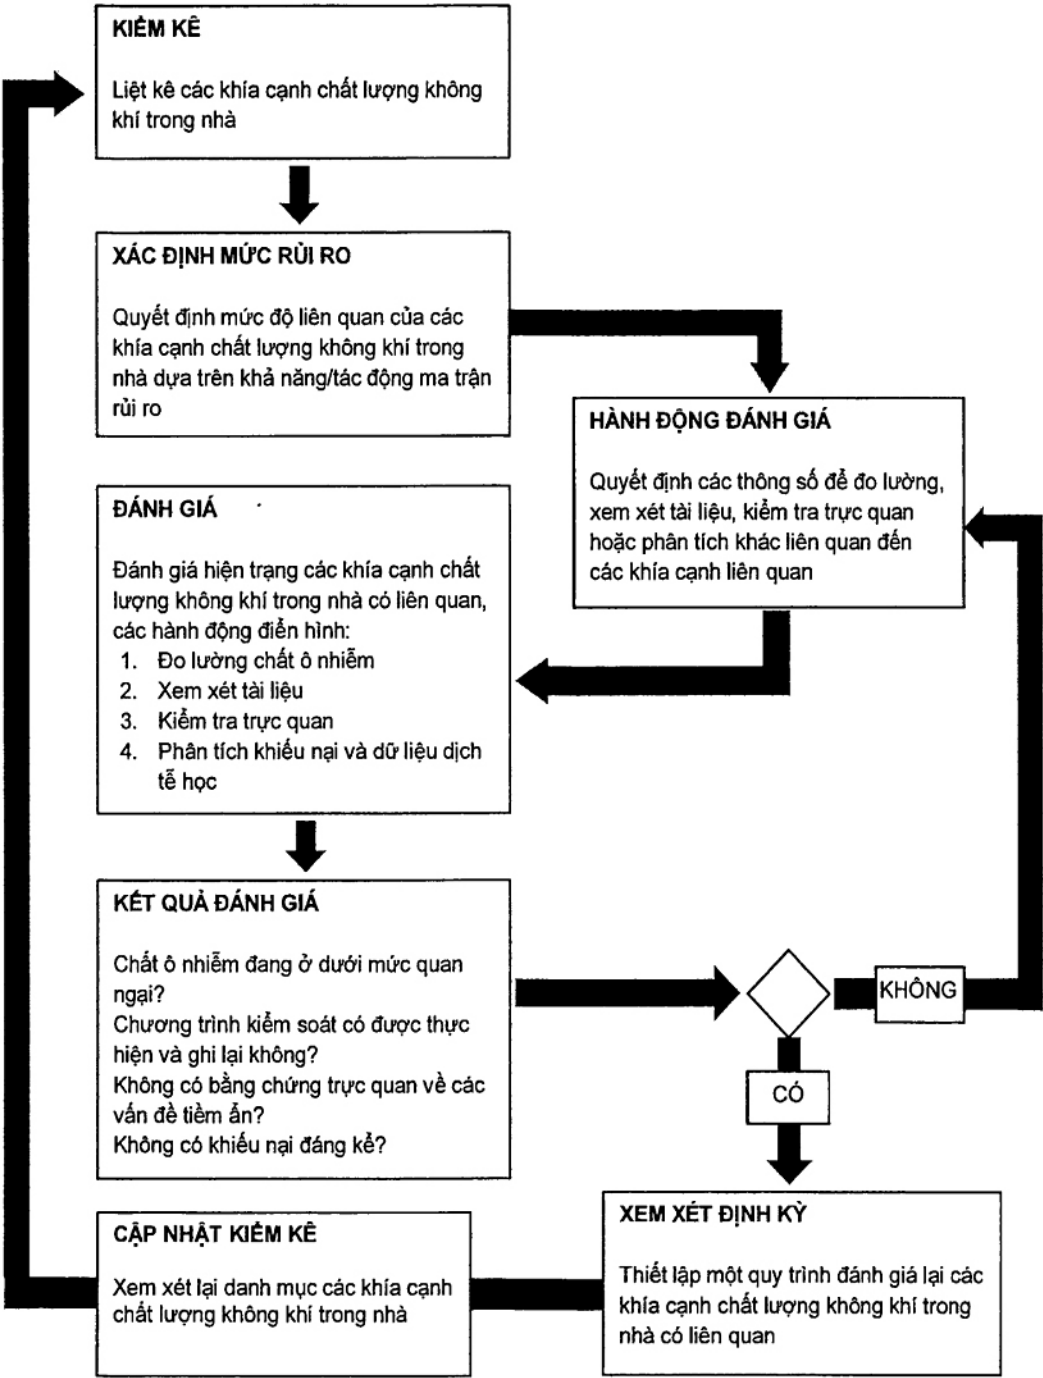 KIỂM KÊ
Liệt kê các khía cạnh chất lượng không
khí trong nhà
XÁC ĐỊNH MỨC RỦI RO
Quyết định mức độ liên quan của các
khía cạnh chất lượng không khí trong
nhà dựa trên khả năng/tác động ma trận
rủi ro
HÀNH ĐỘNG ĐÁNH GIÁ
Quyết định các thông số để đo lường,
xem xét tài liệu, kiểm tra trực quan
hoặc phân tích khác liên quan đến
các khía cạnh liên quan
ĐÁNH GIÁ
Đánh giá hiện trạng các khía cạnh chất
lượng không khí trong nhà có liên quan,
các hành động điển hình:
1. Đo lường chất ô nhiễm
2. Xem xét tài liệu
3. Kiểm tra trực quan
4. Phân tích khiếu nại và dữ liệu dịch
tễ học
KẾT QUẢ ĐÁNH GIÁ
Chất ô nhiễm đang ở dưới mức quan
ngại?
Chương trình kiểm soát có được thực
hiện và ghi lại không?
Không có bằng chứng trực quan về các
vấn đề tiềm ẩn?
Không có khiếu nại đáng kể?
KHÔNG
CÓ
XEM XÉT ĐỊNH KỲ
Thiết lập một quy trình đánh giá lại các
khía cạnh chất lượng không khí trong
nhà có liên quan
CẬP NHẬT KIỂM KÊ
Xem xét lại danh mục các khía cạnh
chất lượng không khí trong nhà